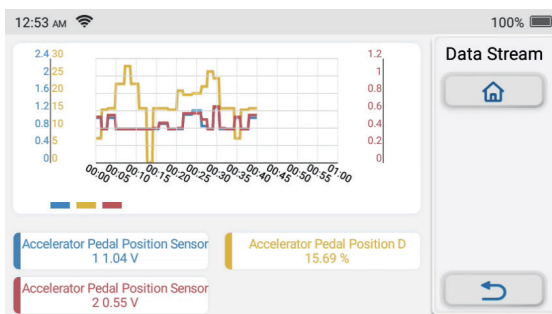 12:53 AM 100%
Data Stream
2.4 30 1.2
2 25 1
1.6 20 0.8
1.2 15 0.6
0.8 10 0.4
0.4 5 0.2
0 0 0
00:00 00:05 00:10 00:15 00:20 00:25 00:30 00:35 00:40 00:45 00:50 00:55 01:00
Accelerator Pedal Position Sensor
1 1.04 V
Accelerator Pedal Position D
15.69 %
Accelerator Pedal Position Sensor
2 0.55 V